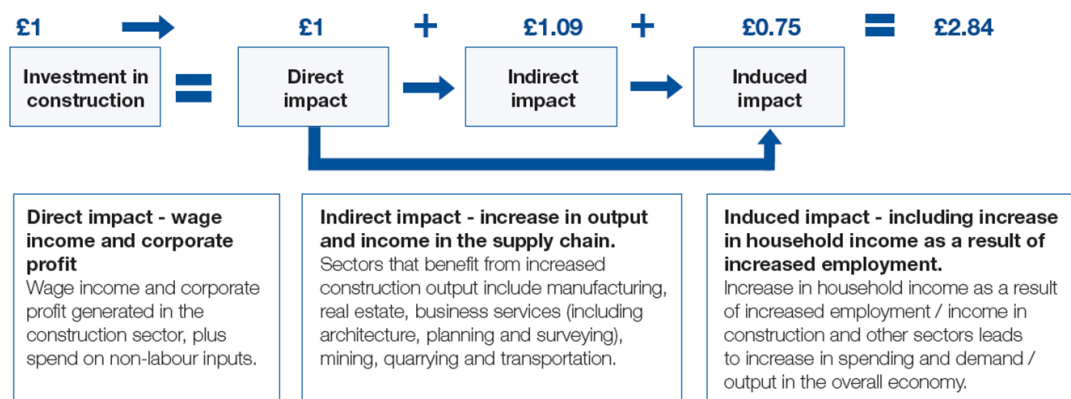 £1 £1 + £1.09 + £0.75 = £2.84
Investment in
construction
=
Direct
impact
Indirect
impact
Induced
impact
Direct impact - wage
income and corporate
profit
Wage income and corporate
profit generated in the
construction sector, plus
spend on non-labour inputs.
Indirect impact - increase in output
and income in the supply chain.
Sectors that benefit from increased
construction output include manufacturing,
real estate, business services (including
architecture, planning and surveying),
mining, quarrying and transportation.
Induced impact - including increase
in household income as a result of
increased employment.
Increase in household income as a result
of increased employment / income in
construction and other sectors leads
to increase in spending and demand /
output in the overall economy.